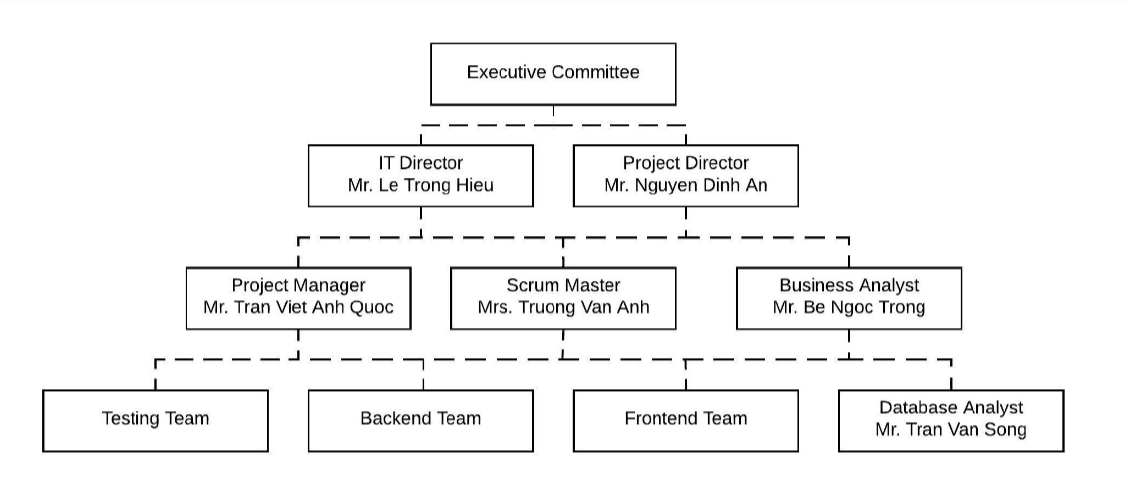 Executive Committee
IT Director
Mr. Le Trong Hieu
Project Director
Mr. Nguyen Dinh An
Project Manager
Mr. Tran Viet Anh Quoc
Scrum Master
Mrs. Truong Van Anh
Business Analyst
Mr. Be Ngoc Trong
Testing Team
Backend Team
Frontend Team
Database Analyst
Mr. Tran Van Song